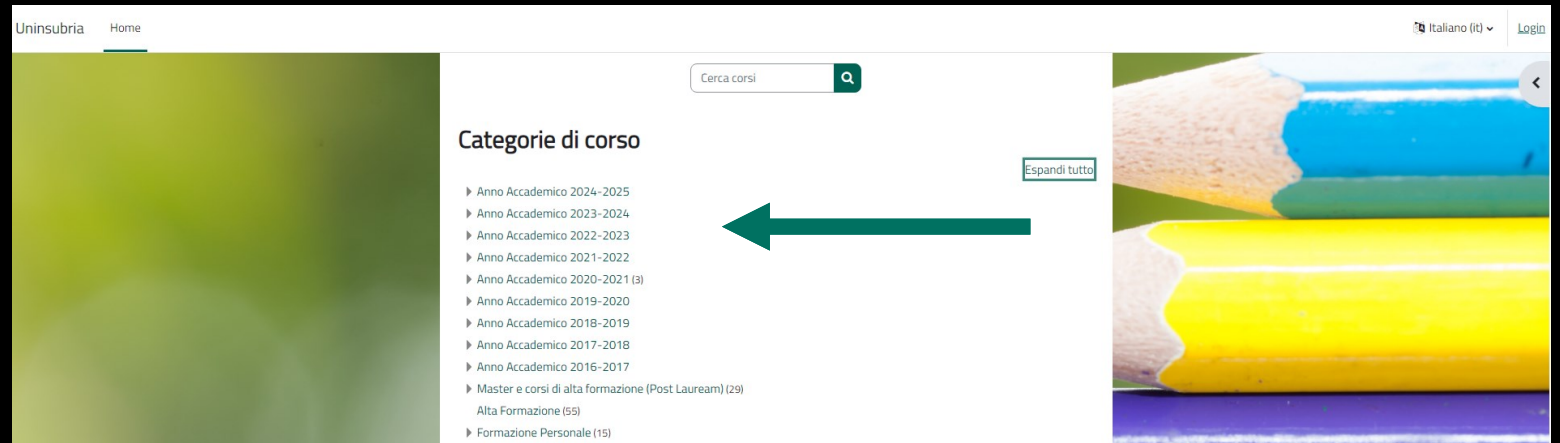 Uninsubria Home Italiano (it) Login
Cerca corsi
Categorie di corso
Espandi tutto
Anno Accademico 2024-2025
Anno Accademico 2023-2024
Anno Accademico 2022-2023
Anno Accademico 2021-2022
Anno Accademico 2020-2021 (3)
Anno Accademico 2019-2020
Anno Accademico 2018-2019
Anno Accademico 2017-2018
Anno Accademico 2016-2017
Master e corsi di alta formazione (Post Lauream) (29)
Alta Formazione (55)
Formazione Personale (15)